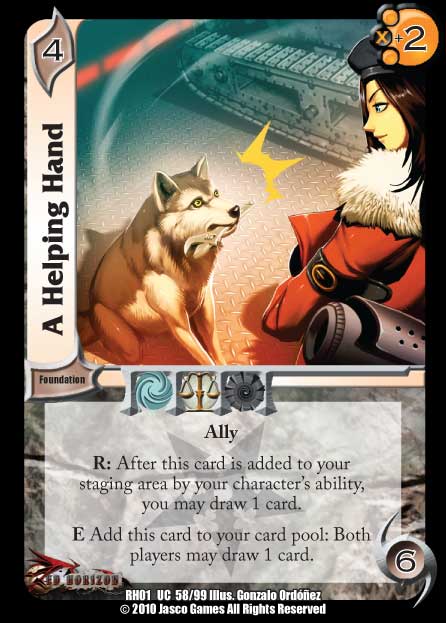 4
X +2
A Helping Hand
Foundation
Ally
R: After this card is added to your
staging area by your character's ability,
you may draw 1 card.
E Add this card to your card pool: Both
players may draw 1 card.
6
RED HORIZON
RH01 UC 58/99 Illus. Gonzalo Ordóñez
© 2010 Jasco Games All Rights Reserved